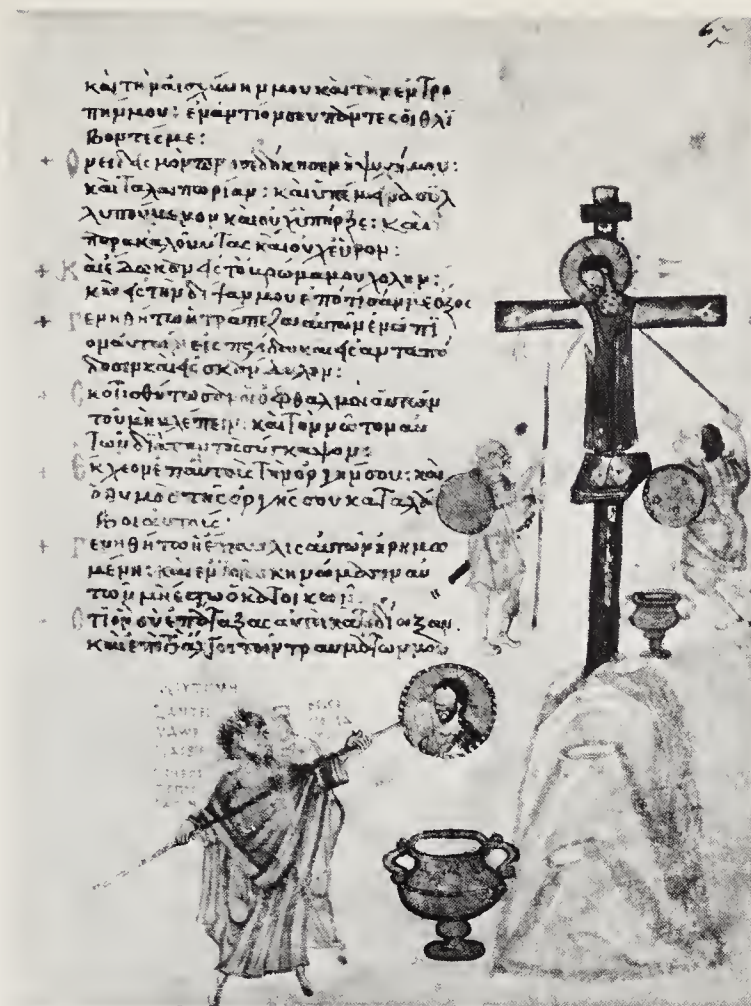 καὶ τὴν αἰσχύνην μου καὶ τὴν ἐντρο
πήν μου: ἐναντίον σου πάντες οἱ θλί
βοντές με:
+ Ὀνειδισμὸν προσεδόκησεν ἡ ψυχή μου:
καὶ ταλαιπωρίαν: καὶ ὑπέμεινα συλ
λυπούμενον καὶ οὐχ ὑπῆρξε: καὶ
παρακαλοῦντας καὶ οὐχ εὗρον:
+ Καὶ ἔδωκαν εἰς τὸ βρῶμά μου χολήν:
καὶ εἰς τὴν δίψαν μου ἐπότισάν με ὄξος
+ Γενηθήτω ἡ τράπεζα αὐτῶν ἐνώπι
ον αὐτῶν εἰς παγίδα καὶ εἰς ἀνταπό
δοσιν καὶ εἰς σκάνδαλον:
+ Σκοτισθήτωσαν οἱ ὀφθαλμοὶ αὐτῶν
τοῦ μὴ βλέπειν: καὶ τὸν νῶτον αὐ
τῶν διὰ παντὸς σύγκαμψον:
+ Ἔκχεον ἐπ' αὐτοὺς τὴν ὀργήν σου: καὶ
ὁ θυμὸς τῆς ὀργῆς σου καταλά
βοι αὐτούς:
+ Γενηθήτω ἡ ἔπαυλις αὐτῶν ἠρημω
μένη: καὶ ἐν τοῖς σκηνώμασιν αὐ
τῶν μὴ ἔστω ὁ κατοικῶν:
+ Ὅτι ὃν σὺ ἐπάταξας αὐτοὶ κατεδίωξαν
καὶ ἐπὶ τὸ ἄλγος τῶν τραυμάτων μου